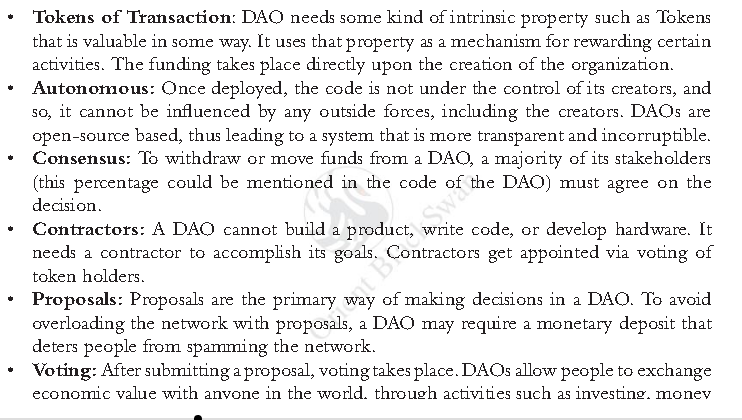 • Tokens of Transaction: DAO needs some kind of intrinsic property such as Tokens
that is valuable in some way. It uses that property as a mechanism for rewarding certain
activities. The funding takes place directly upon the creation of the organization.
• Autonomous: Once deployed, the code is not under the control of its creators, and
so, it cannot be influenced by any outside forces, including the creators. DAOs are
open-source based, thus leading to a system that is more transparent and incorruptible.
• Consensus: To withdraw or move funds from a DAO, a majority of its stakeholders
(this percentage could be mentioned in the code of the DAO) must agree on the
decision.
• Contractors: A DAO cannot build a product, write code, or develop hardware. It
needs a contractor to accomplish its goals. Contractors get appointed via voting of
token holders.
• Proposals: Proposals are the primary way of making decisions in a DAO. To avoid
overloading the network with proposals, a DAO may require a monetary deposit that
deters people from spamming the network.
• Voting: After submitting a proposal, voting takes place. DAOs allow people to exchange
economic value with anyone in the world, through activities such as investing, money
Orient BlackSwan